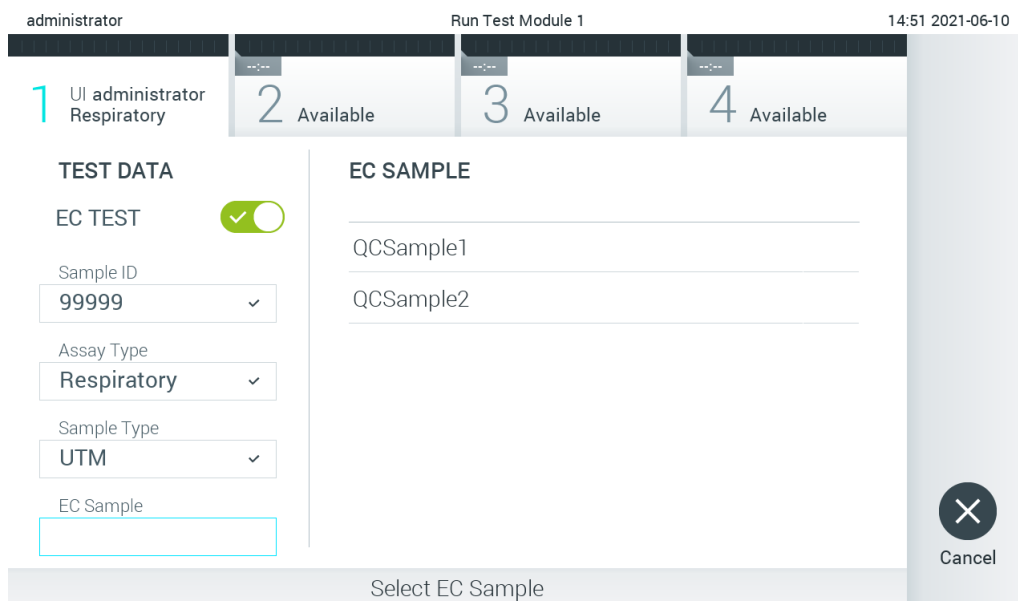 administrator
Run Test Module 1
14:51 2021-06-10
--:--
--:--
--:--
1
UI administrator
Respiratory
2 Available
3 Available
4 Available
TEST DATA
EC TEST
Sample ID
99999
Assay Type
Respiratory
Sample Type
UTM
EC Sample
EC SAMPLE
QCSample1
QCSample2
Cancel
Select EC Sample